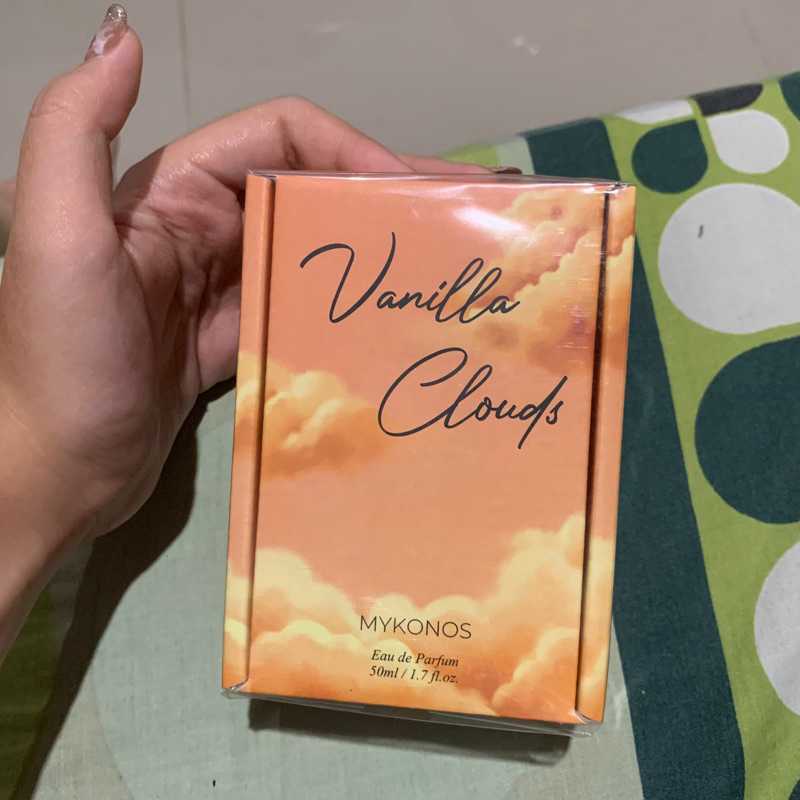 Vanilla
Clouds
MYKONOS
Eau de Parfum
50ml / 1.7 fl.oz.